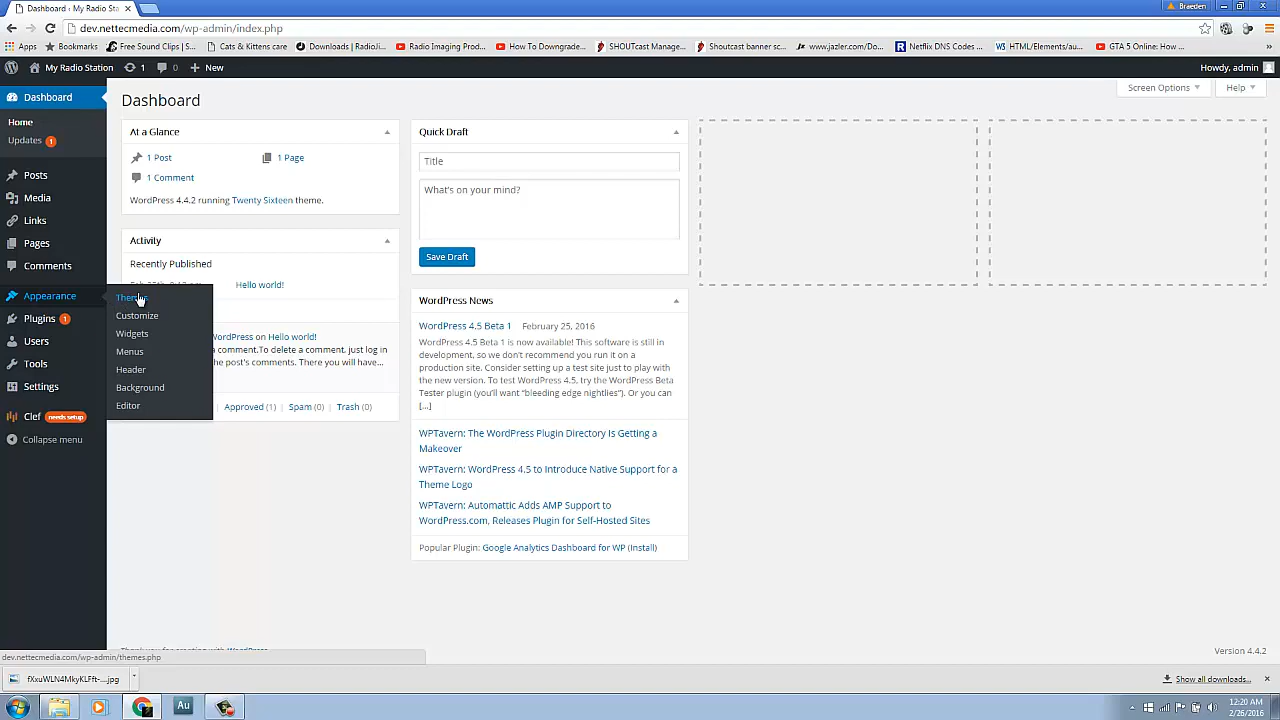 Dashboard ‹ My Radio Sta
Braeden
dev.nettecmedia.com/wp-admin/index.php
Apps
Bookmarks
Free Sound Clips | S...
Cats & Kittens care
Downloads | RadioJi...
Radio Imaging Prod...
How To Downgrade...
SHOUTcast Manage...
Shoutcast banner sc...
www.jazler.com/Do...
Netflix DNS Codes ...
HTML/Elements/au...
GTA 5 Online: How ...
My Radio Station
1
0
New
Howdy, admin
Dashboard
Home
Updates 1
Posts
Media
Links
Pages
Comments
Appearance
Plugins 1
Users
Tools
Settings
Clef needs setup
Collapse menu
Themes
Customize
Widgets
Menus
Header
Background
Editor
Dashboard
Screen Options
Help
At a Glance
1 Post
1 Page
1 Comment
WordPress 4.4.2 running Twenty Sixteen theme.
Activity
Recently Published
Hello world!
WordPress on Hello world!
a comment.To delete a comment, just log in
the post's comments. There you will have...
Approved (1)
Spam (0)
Trash (0)
Quick Draft
Title
What's on your mind?
Save Draft
WordPress News
WordPress 4.5 Beta 1 February 25, 2016
WordPress 4.5 Beta 1 is now available! This software is still in
development, so we don't recommend you run it on a
production site. Consider setting up a test site just to play with
the new version. To test WordPress 4.5, try the WordPress Beta
Tester plugin (you'll want "bleeding edge nightlies"). Or you can
[...]
WPTavern: The WordPress Plugin Directory Is Getting a
Makeover
WPTavern: WordPress 4.5 to Introduce Native Support for a
Theme Logo
WPTavern: Automattic Adds AMP Support to
WordPress.com, Releases Plugin for Self-Hosted Sites
Popular Plugin: Google Analytics Dashboard for WP (Install)
Version 4.4.2
dev.nettecmedia.com/wp-admin/themes.php
fXxuWLN4MkyKLFft-....jpg
Show all downloads...
Au
12:20 AM
2/26/2016